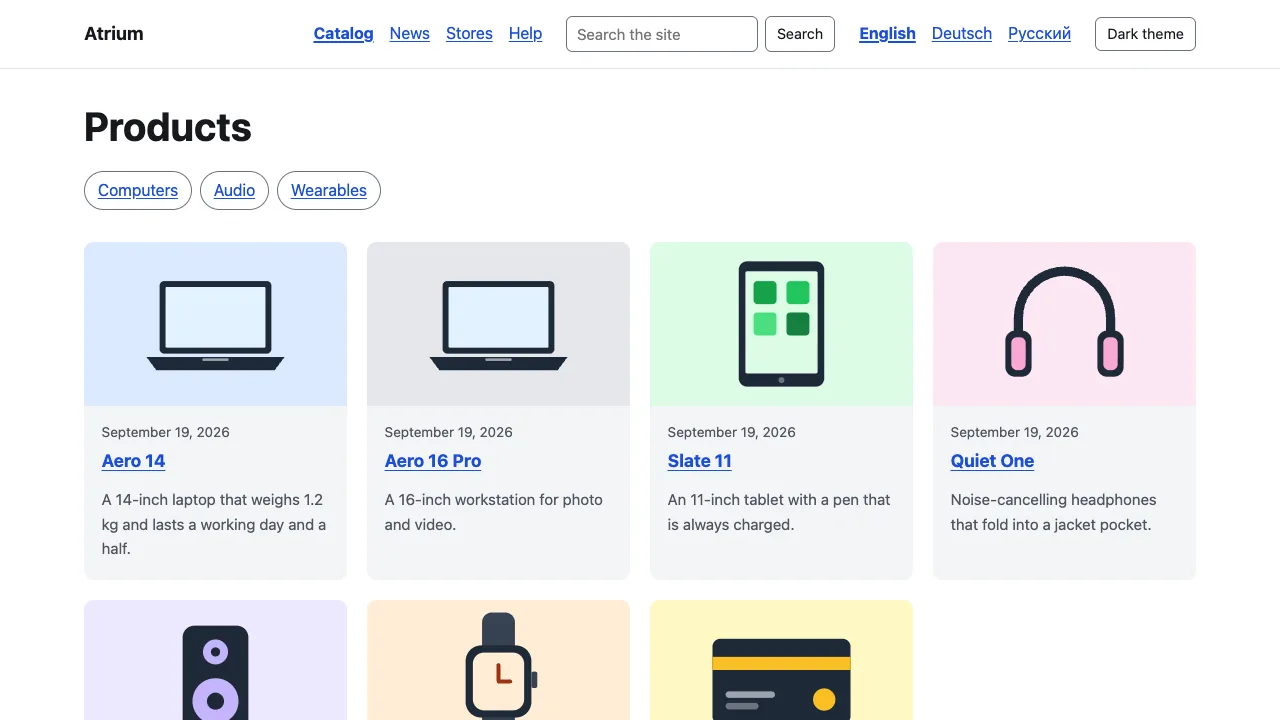 Atrium
Catalog News Stores Help
Search the site
Search
English Deutsch Русский
Dark theme
Products
Computers
Audio
Wearables
September 19, 2026
Aero 14
A 14-inch laptop that weighs 1.2
kg and lasts a working day and a
half.
September 19, 2026
Aero 16 Pro
A 16-inch workstation for photo
and video.
September 19, 2026
Slate 11
An 11-inch tablet with a pen that
is always charged.
September 19, 2026
Quiet One
Noise-cancelling headphones
that fold into a jacket pocket.